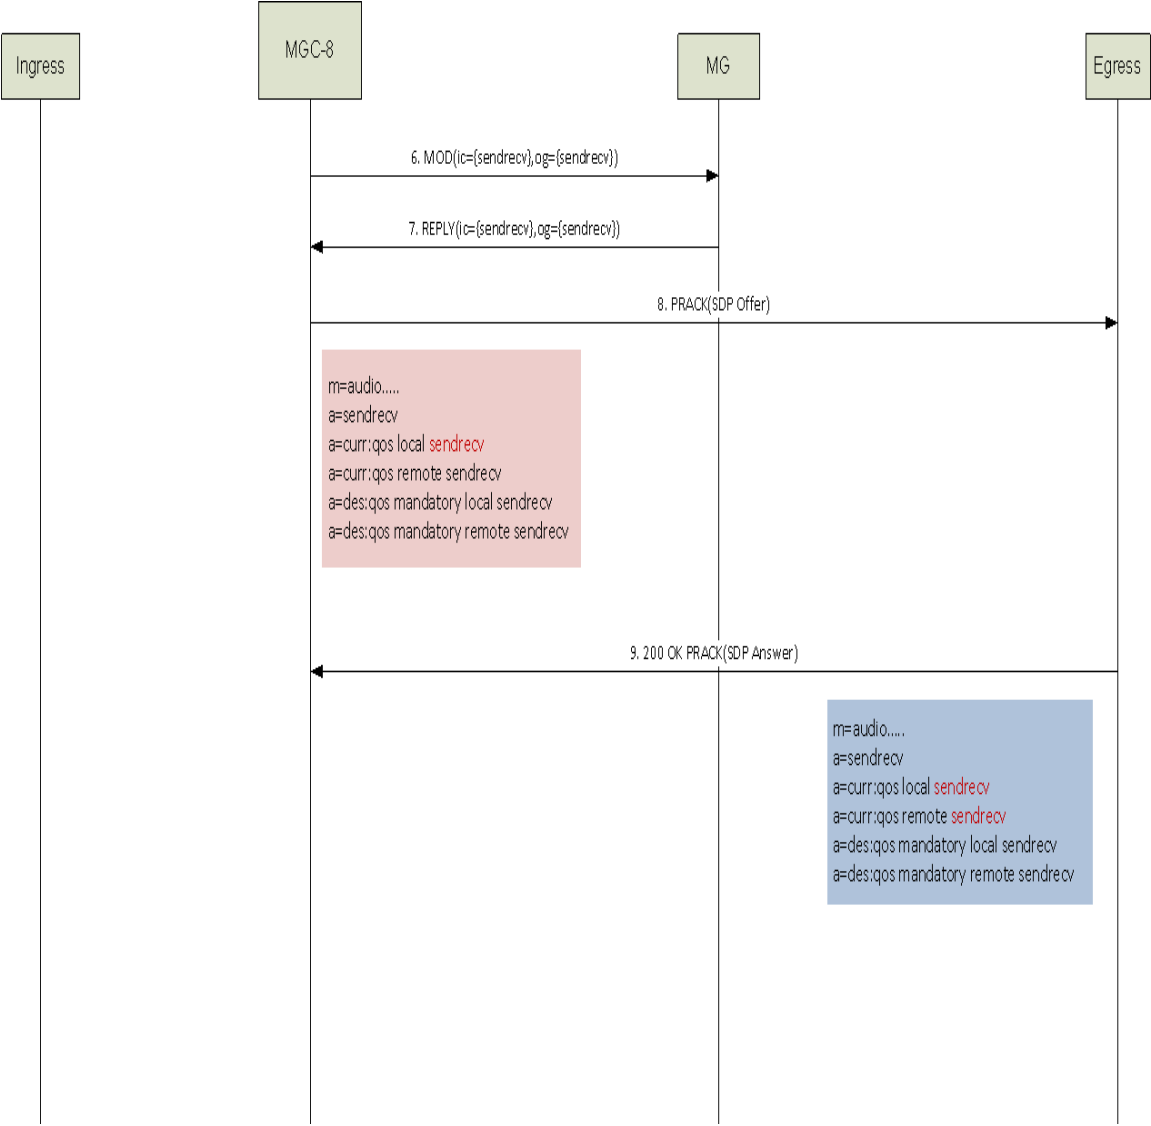 Ingress
MGC-8
MG
Egress
6. MOD(ic={sendrecv},og={sendrecv})
7. REPLY(ic={sendrecv},og={sendrecv})
8. PRACK(SDP Offer)
m=audio.....
a=sendrecv
a=curr:qos local sendrecv
a=curr:qos remote sendrecv
a=des:qos mandatory local sendrecv
a=des:qos mandatory remote sendrecv
9. 200 OK PRACK(SDP Answer)
m=audio.....
a=sendrecv
a=curr:qos local sendrecv
a=curr:qos remote sendrecv
a=des:qos mandatory local sendrecv
a=des:qos mandatory remote sendrecv